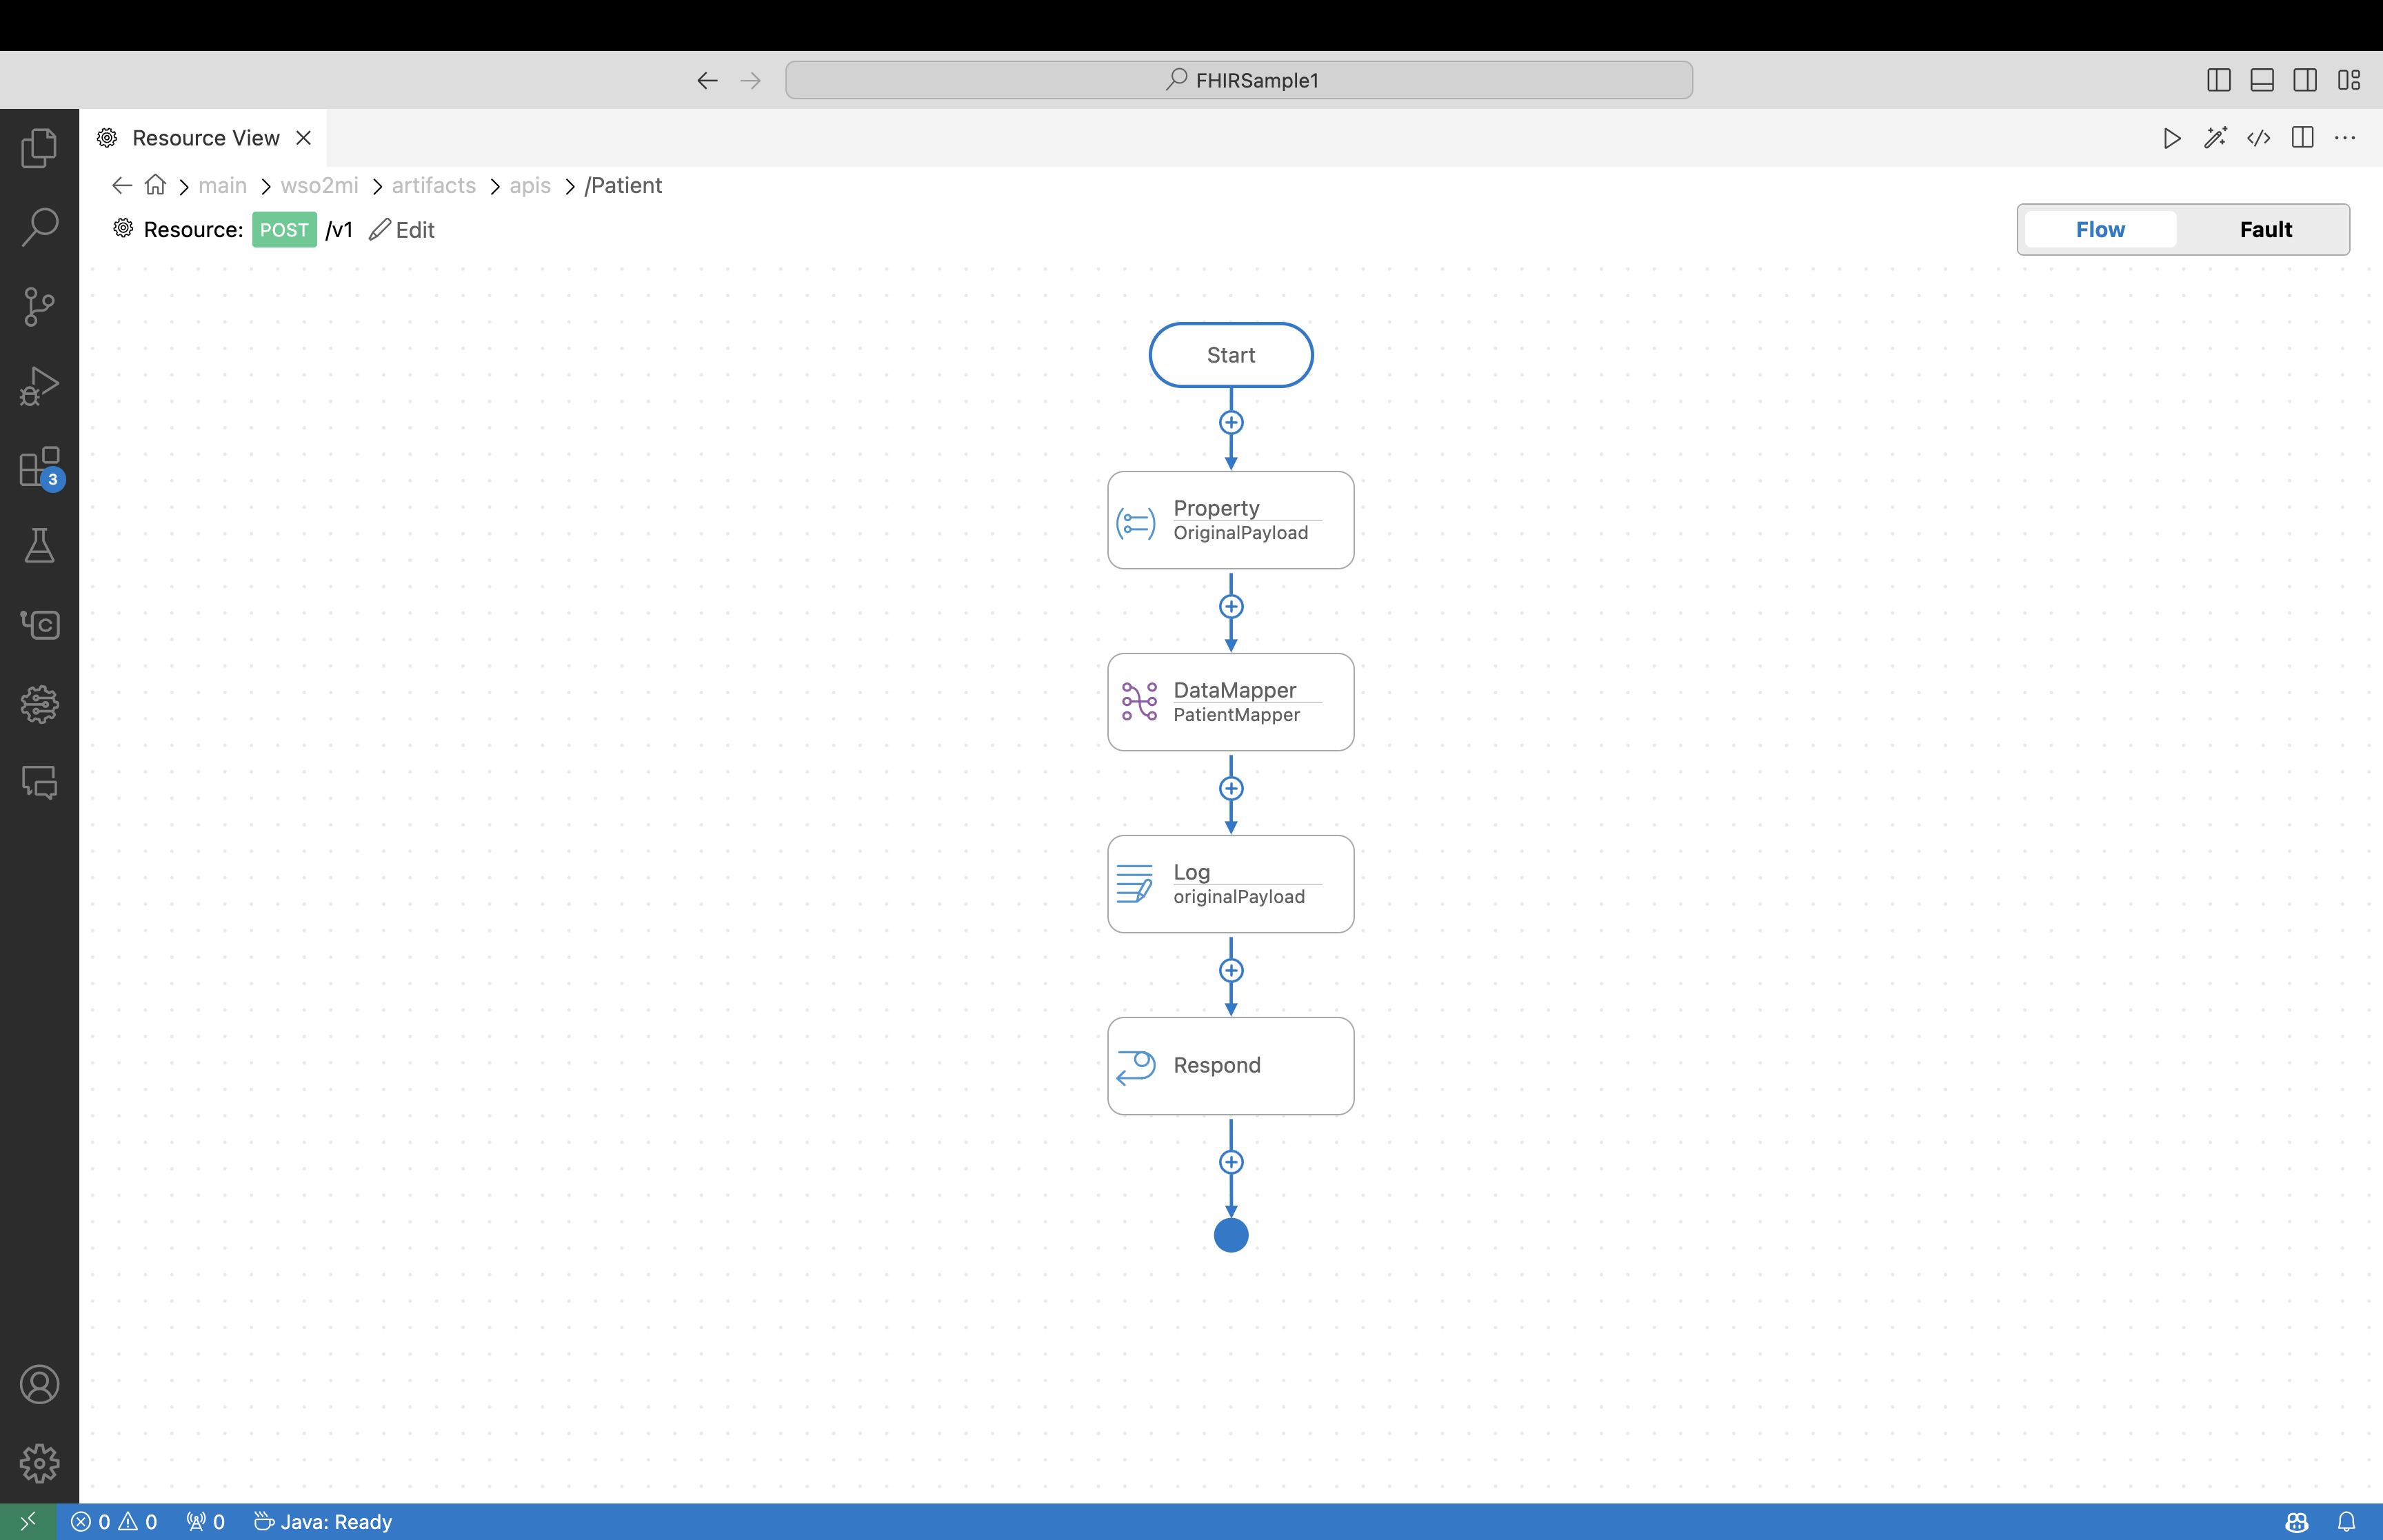 FHIRSample1
Resource View
main > wso2mi > artifacts > apis > /Patient
Resource: POST /v1 Edit
Flow Fault
Start
Property
OriginalPayload
3
DataMapper
PatientMapper
Log
originalPayload
Respond
0 0 0 Java: Ready